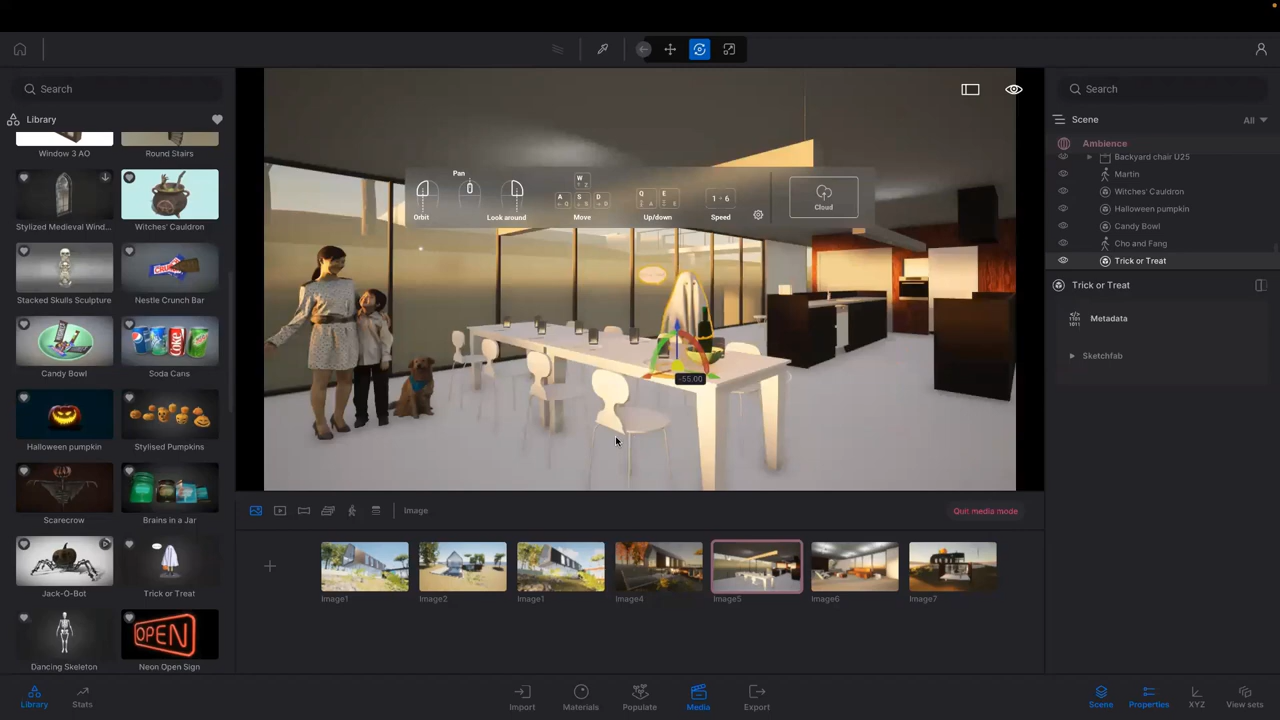 Search
Search
Library
Scene
All
Ambience
Window 3 AO
Round Stairs
Backyard chair U25
Martin
Witches' Cauldron
Halloween pumpkin
Candy Bowl
Cho and Fang
Trick or Treat
Stylized Medieval Wind...
Witches' Cauldron
Pan
W
A S D
Q E
1 - 6
Orbit
Look around
Move
Up/down
Speed
Cloud
Stacked Skulls Sculpture
Nestle Crunch Bar
Trick or Treat
Metadata
Sketchfab
Candy Bowl
Soda Cans
-55.00
Halloween pumpkin
Stylised Pumpkins
Scarecrow
Brains in a Jar
Image
Quit media mode
Jack-O-Bot
Trick or Treat
Image1
Image2
Image1
Image4
Image5
Image6
Image7
OPEN
Dancing Skeleton
Neon Open Sign
Library
Stats
Import
Materials
Populate
Media
Export
Scene
Properties
XYZ
View sets